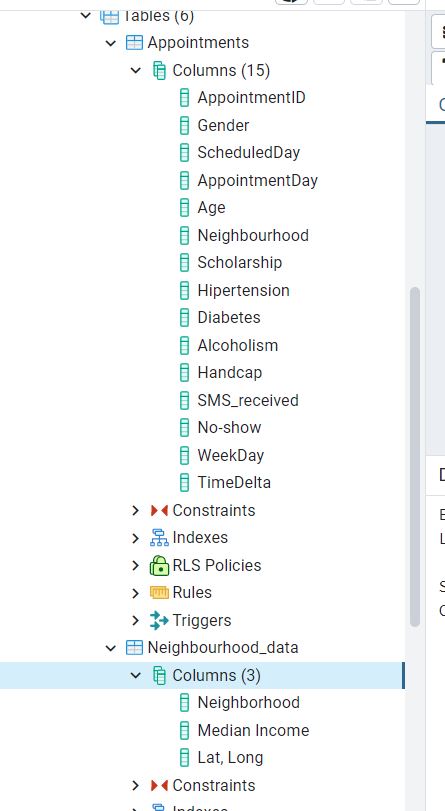 Tables (6)
Appointments
Columns (15)
AppointmentID
Gender
ScheduledDay
AppointmentDay
Age
Neighbourhood
Scholarship
Hipertension
Diabetes
Alcoholism
Handcap
SMS_received
No-show
WeekDay
TimeDelta
Constraints
Indexes
RLS Policies
Rules
Triggers
Neighbourhood_data
Columns (3)
Neighborhood
Median Income
Lat, Long
Constraints
Indexes